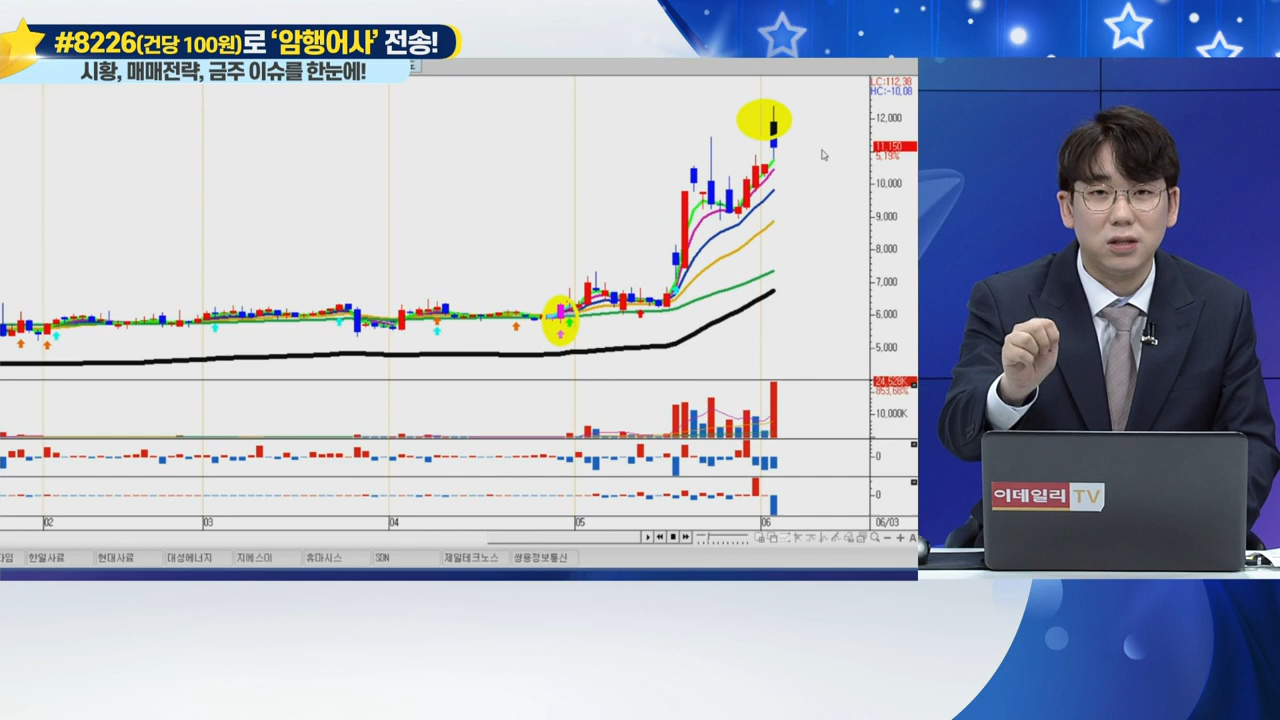 #8226(건당 100원)로 '암행어사' 전송!
시황, 매매전략, 금주 이슈를 한눈에!
LC:112.38
HC:-10.08
12,000
11,150
5.19%
10,000
9,000
8,000
7,000
6,000
5,000
24,528K
853.68%
10,000K
0
0
02
03
04
05
06
06/03
한일사료
현대사료
대성에너지
지에스이
휴마시스
SDN
제일테크노스
쌍용정보통신
이데일리 TV